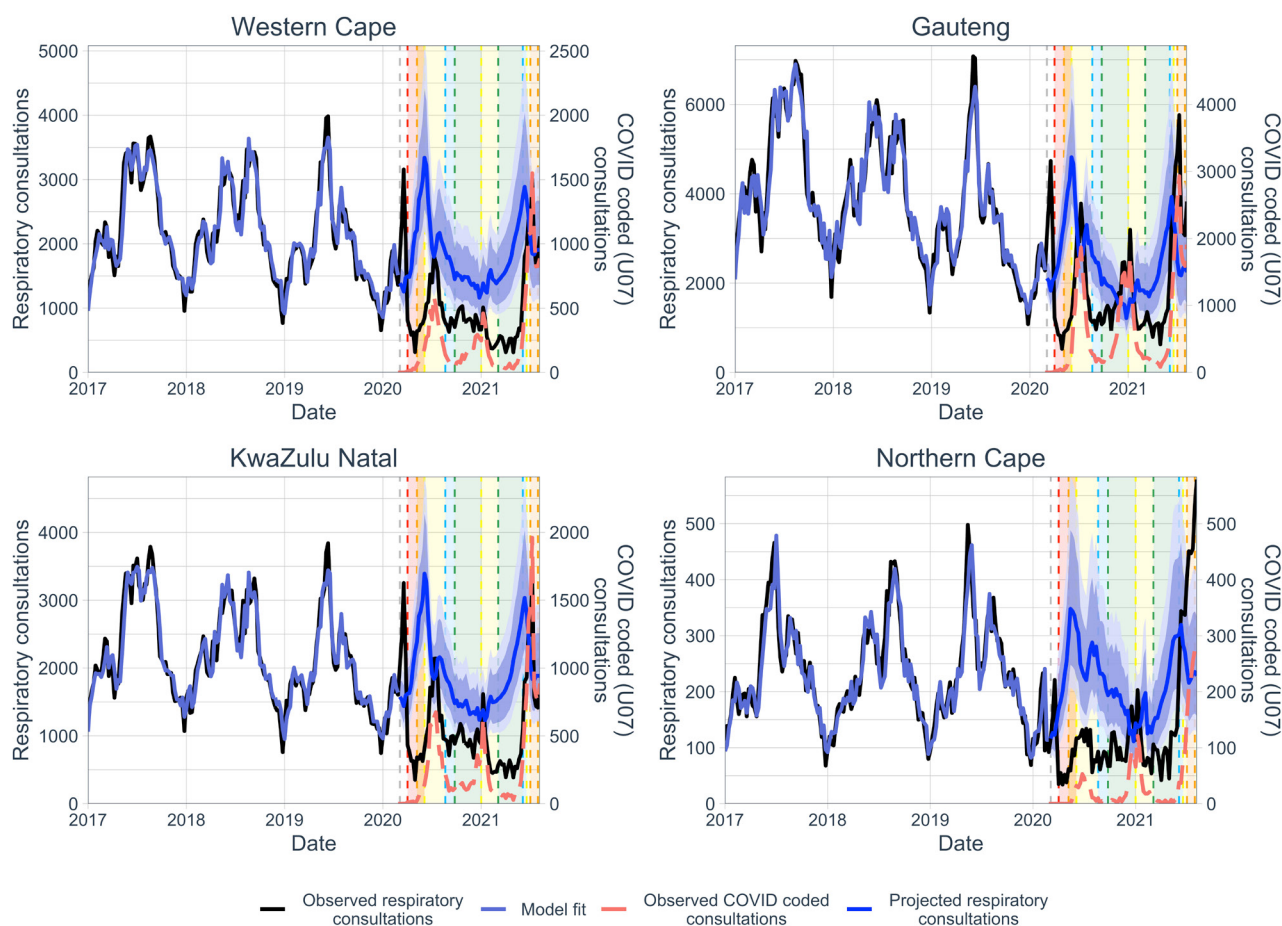 Western Cape
Respiratory consultations
5000
4000
3000
2000
1000
0
2500
2000
1500
1000
500
0
COVID coded (U07)
consultations
2017 2018 2019 2020 2021
Date
Gauteng
Respiratory consultations
6000
4000
2000
0
4000
3000
2000
1000
0
COVID coded (U07)
consultations
2017 2018 2019 2020 2021
Date
KwaZulu Natal
Respiratory consultations
4000
3000
2000
1000
0
2000
1500
1000
500
0
COVID coded (U07)
consultations
2017 2018 2019 2020 2021
Date
Northern Cape
Respiratory consultations
500
400
300
200
100
0
500
400
300
200
100
0
COVID coded (U07)
consultations
2017 2018 2019 2020 2021
Date
Observed respiratory
consultations
Model fit
Observed COVID coded
consultations
Projected respiratory
consultations